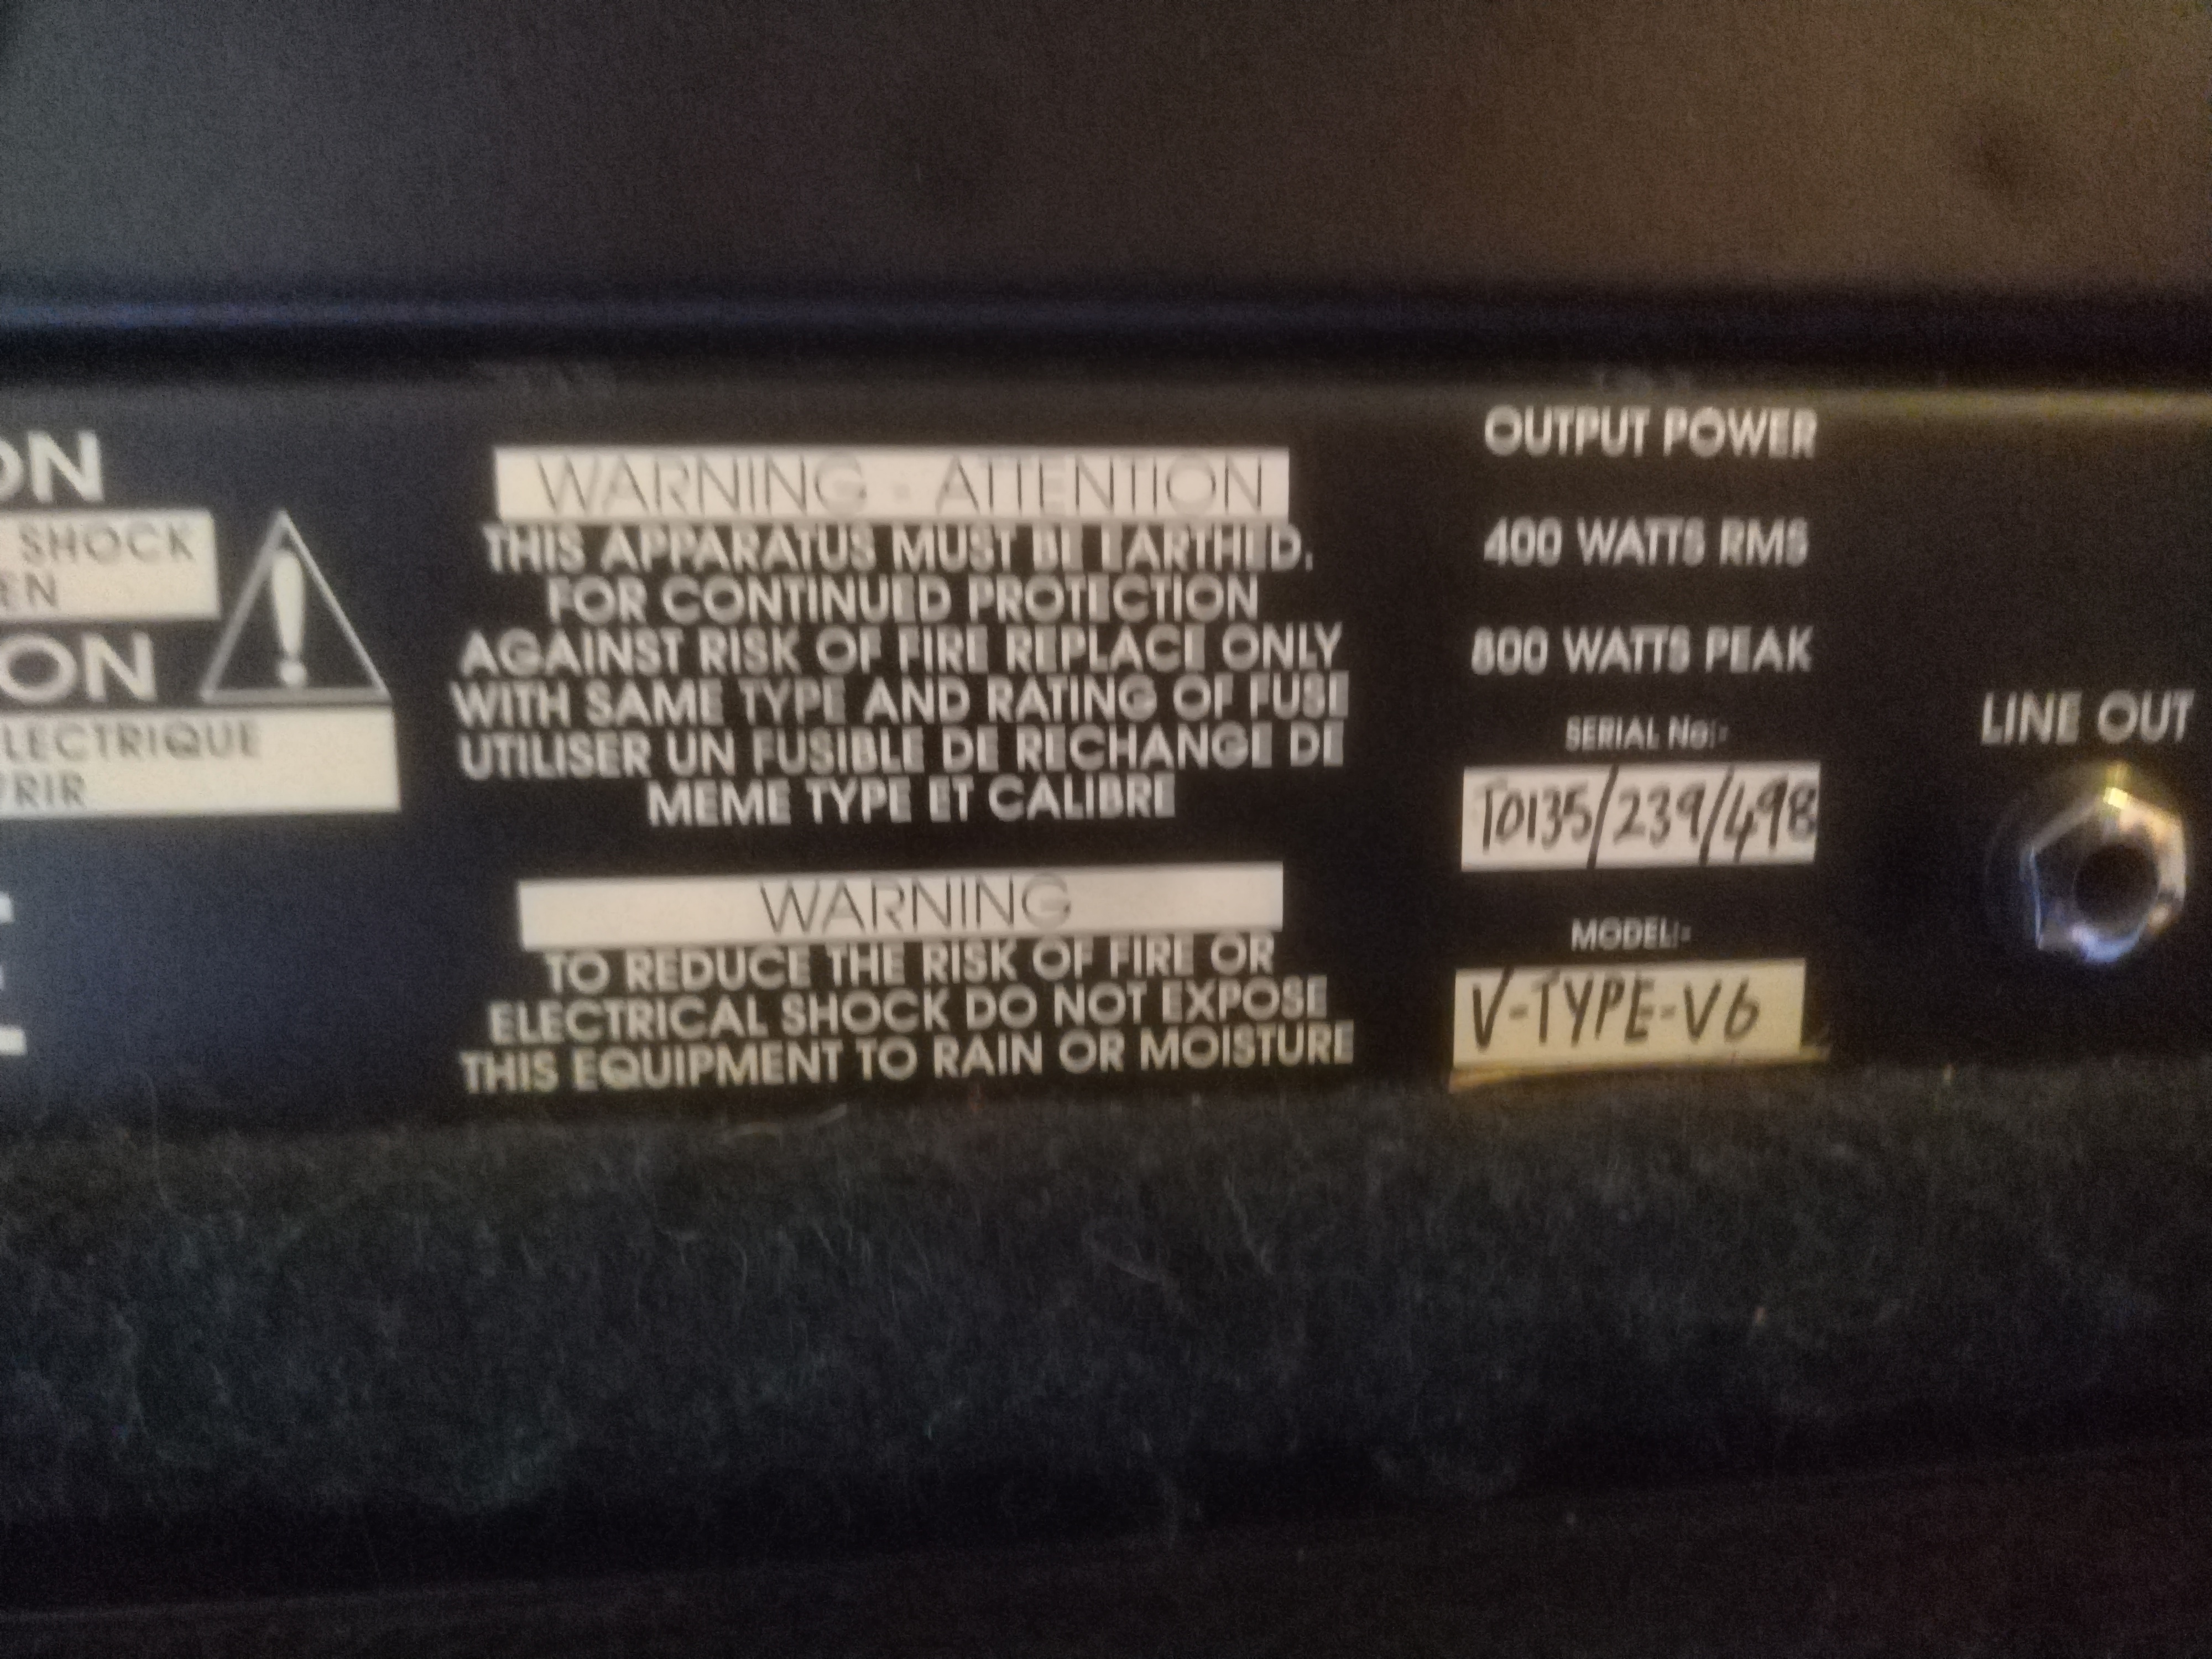 ON
SHOCK
EN
ON
LECTRIQUE
VRIR
WARNING - ATTENTION
THIS APPARATUS MUST BE EARTHED.
FOR CONTINUED PROTECTION
AGAINST RISK OF FIRE REPLACE ONLY
WITH SAME TYPE AND RATING OF FUSE
UTILISER UN FUSIBLE DE RECHANGE DE
MEME TYPE ET CALIBRE
WARNING
TO REDUCE THE RISK OF FIRE OR
ELECTRICAL SHOCK DO NOT EXPOSE
THIS EQUIPMENT TO RAIN OR MOISTURE
OUTPUT POWER
400 WATTS RMS
800 WATTS PEAK
SERIAL No:-
T0135/239/498
MODEL:-
V-TYPE-V6
LINE OUT